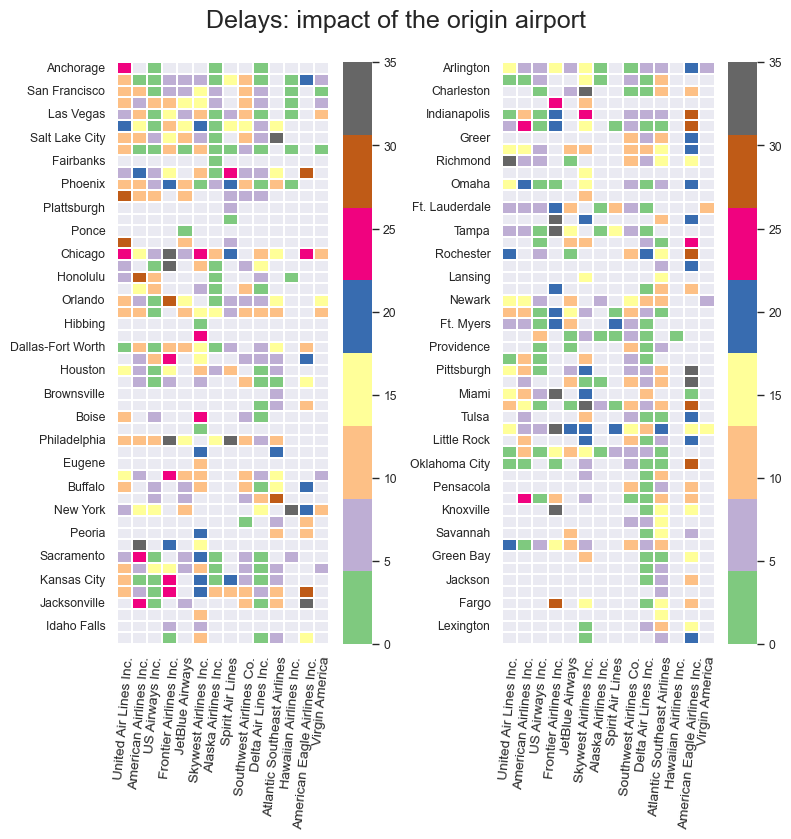 Delays: impact of the origin airport
Anchorage
San Francisco
Las Vegas
Salt Lake City
Fairbanks
Phoenix
Plattsburgh
Ponce
Chicago
Honolulu
Orlando
Hibbing
Dallas-Fort Worth
Houston
Brownsville
Boise
Philadelphia
Eugene
Buffalo
New York
Peoria
Sacramento
Kansas City
Jacksonville
Idaho Falls
United Air Lines Inc.
American Airlines Inc.
US Airways Inc.
Frontier Airlines Inc.
JetBlue Airways
Skywest Airlines Inc.
Alaska Airlines Inc.
Spirit Air Lines
Southwest Airlines Co.
Delta Air Lines Inc.
Atlantic Southeast Airlines
Hawaiian Airlines Inc.
American Eagle Airlines Inc.
Virgin America
35
30
25
20
15
10
5
0
Arlington
Charleston
Indianapolis
Greer
Richmond
Omaha
Ft. Lauderdale
Tampa
Rochester
Lansing
Newark
Ft. Myers
Providence
Pittsburgh
Miami
Tulsa
Little Rock
Oklahoma City
Pensacola
Knoxville
Savannah
Green Bay
Jackson
Fargo
Lexington
United Air Lines Inc.
American Airlines Inc.
US Airways Inc.
Frontier Airlines Inc.
JetBlue Airways
Skywest Airlines Inc.
Alaska Airlines Inc.
Spirit Air Lines
Southwest Airlines Co.
Delta Air Lines Inc.
Atlantic Southeast Airlines
Hawaiian Airlines Inc.
American Eagle Airlines Inc.
Virgin America
35
30
25
20
15
10
5
0